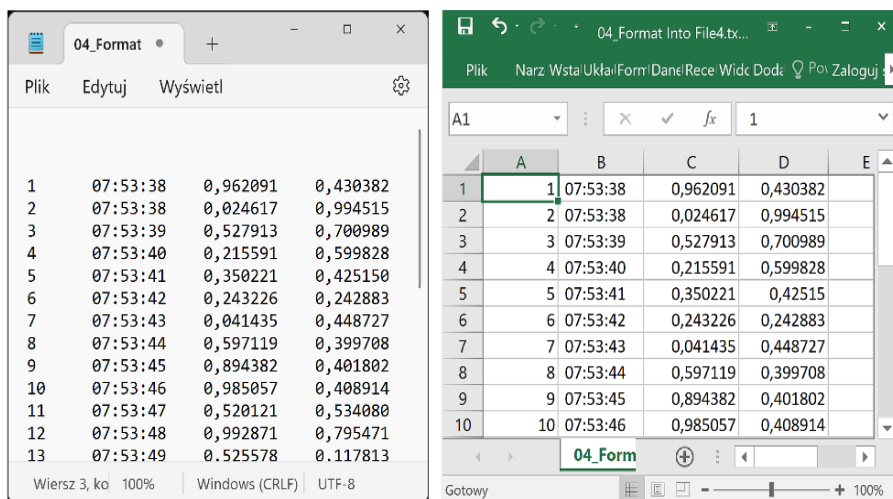 04_Format
Plik Edytuj Wyświetl
1 07:53:38 0,962091 0,430382
2 07:53:38 0,024617 0,994515
3 07:53:39 0,527913 0,700989
4 07:53:40 0,215591 0,599828
5 07:53:41 0,350221 0,425150
6 07:53:42 0,243226 0,242883
7 07:53:43 0,041435 0,448727
8 07:53:44 0,597119 0,399708
9 07:53:45 0,894382 0,401802
10 07:53:46 0,985057 0,408914
11 07:53:47 0,520121 0,534080
12 07:53:48 0,992871 0,795471
13 07:53:49 0,525578 0,117813
Wiersz 3, ko 100% Windows (CRLF) UTF-8
04_Format Into File4.tx...
Plik Narz Wsta Ukła Form Dane Rece Widc Doda Zaloguj
A1 fx 1
A B C D E
1 1 07:53:38 0,962091 0,430382
2 2 07:53:38 0,024617 0,994515
3 3 07:53:39 0,527913 0,700989
4 4 07:53:40 0,215591 0,599828
5 5 07:53:41 0,350221 0,42515
6 6 07:53:42 0,243226 0,242883
7 7 07:53:43 0,041435 0,448727
8 8 07:53:44 0,597119 0,399708
9 9 07:53:45 0,894382 0,401802
10 10 07:53:46 0,985057 0,408914
04_Form
Gotowy 100%